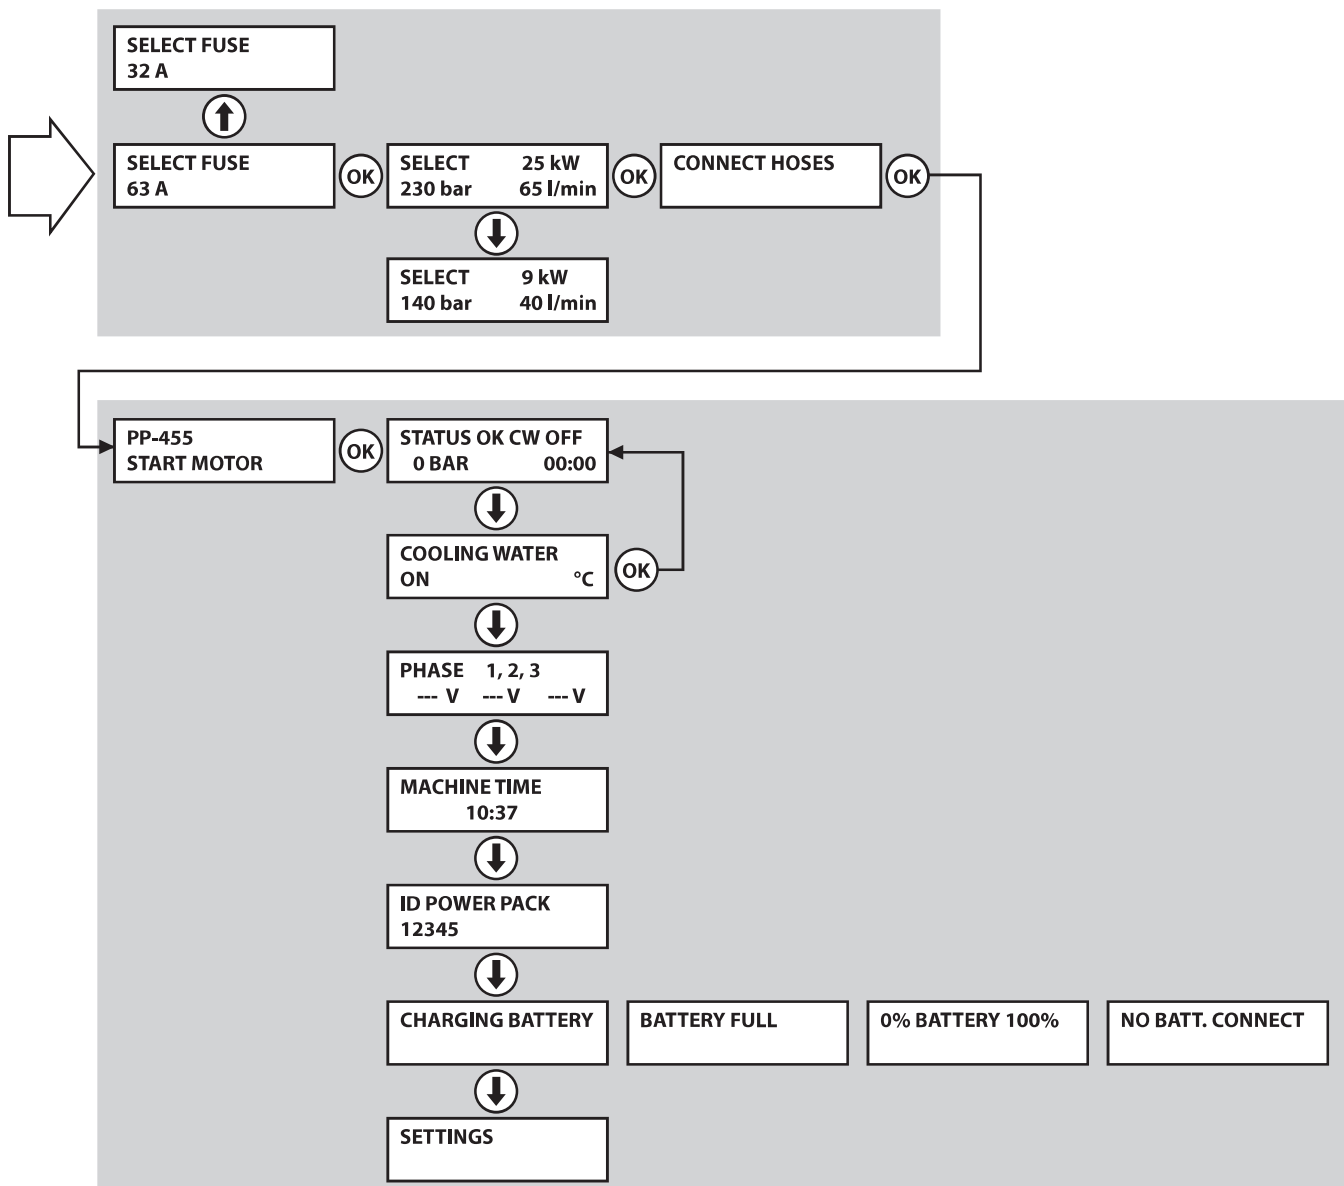 SELECT FUSE
32 A
SELECT FUSE
63 A
OK
SELECT 25 kW
230 bar 65 l/min
OK
CONNECT HOSES
OK
SELECT 9 kW
140 bar 40 l/min
PP-455
START MOTOR
OK
STATUS OK CW OFF
0 BAR 00:00
COOLING WATER
ON °C
OK
PHASE 1, 2, 3
--- V --- V --- V
MACHINE TIME
10:37
ID POWER PACK
12345
CHARGING BATTERY
BATTERY FULL
0% BATTERY 100%
NO BATT. CONNECT
SETTINGS